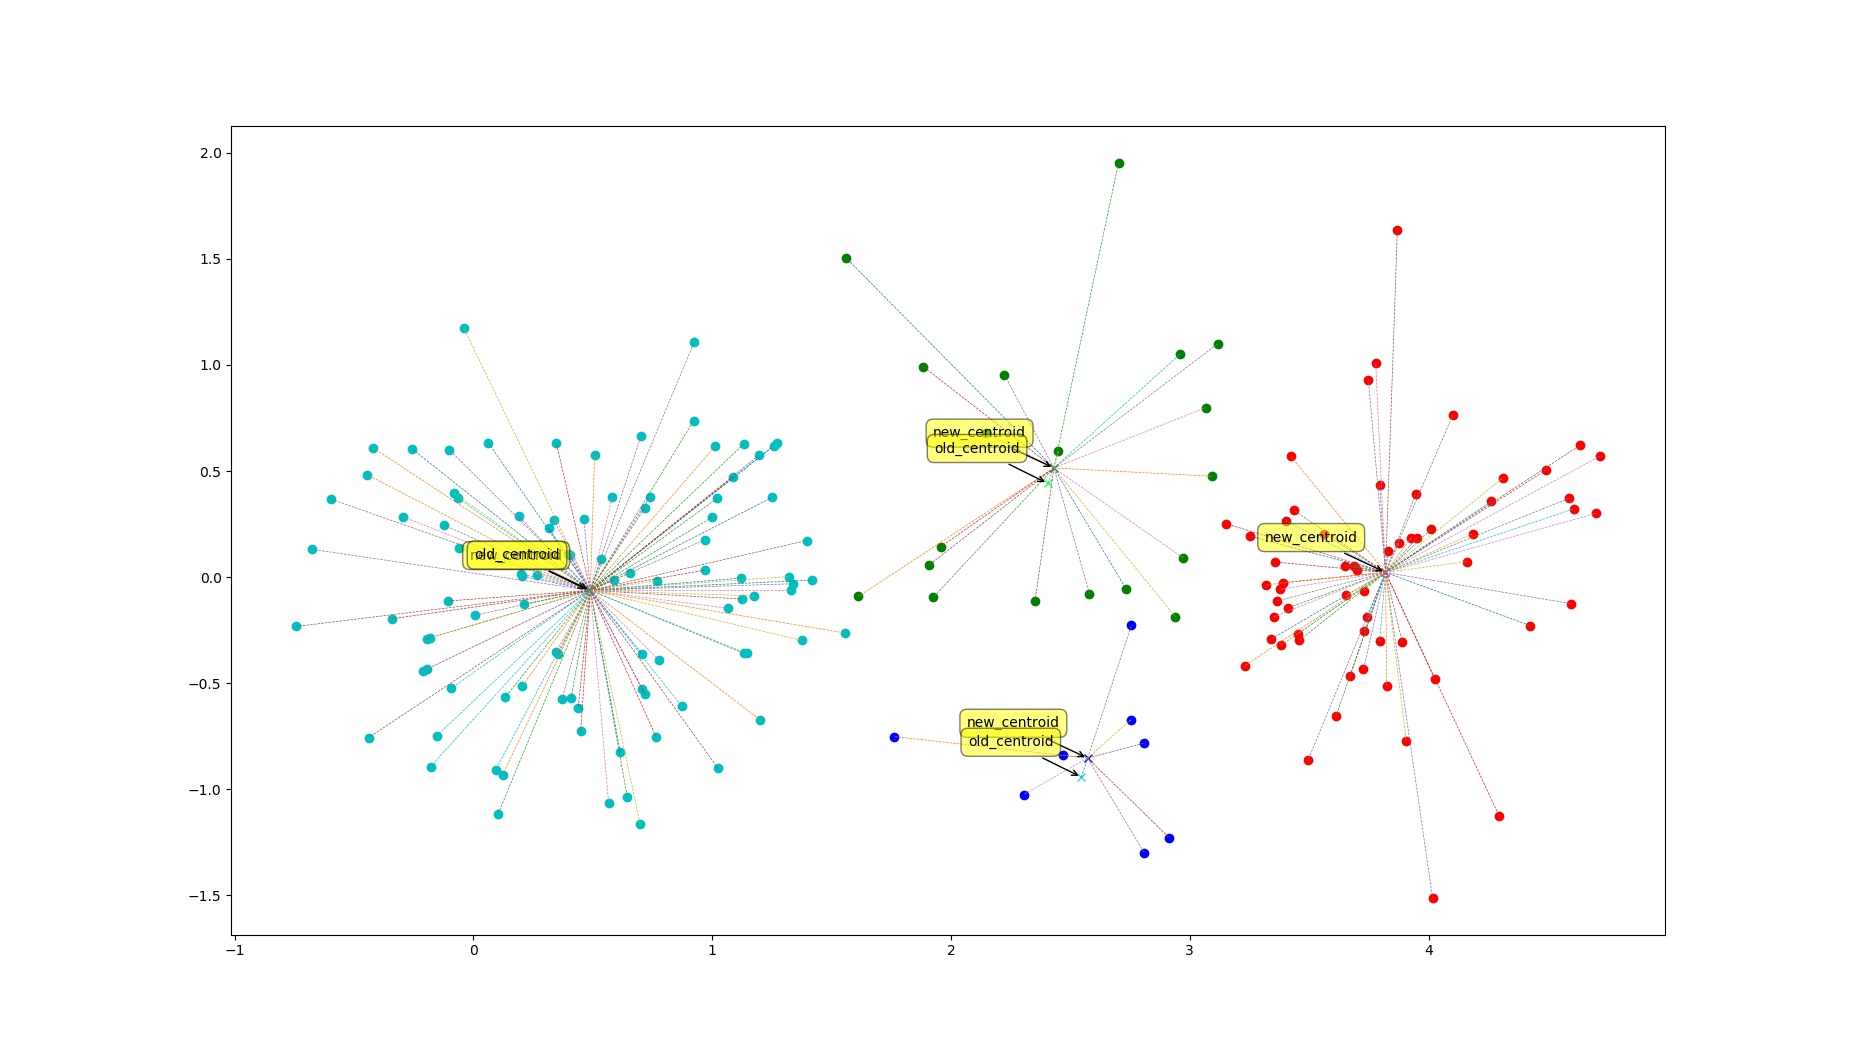 2.0
1.5
1.0
0.5
0.0
−0.5
−1.0
−1.5
new_centroid
old_centroid
new_centroid
old_centroid
new_centroid
old_centroid
−1
0
1
2
3
4